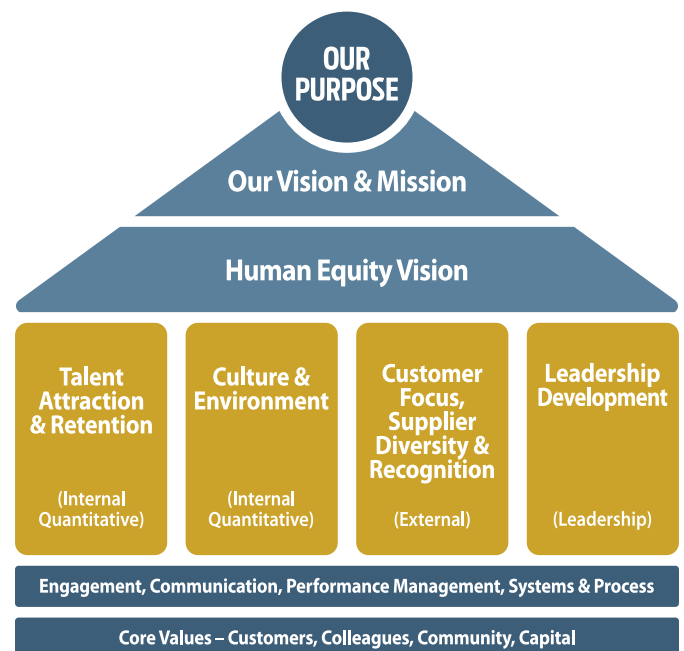 OUR
PURPOSE
Our Vision & Mission
Human Equity Vision
Talent
Attraction
& Retention
(Internal
Quantitative)
Culture &
Environment
(Internal
Quantitative)
Customer
Focus,
Supplier
Diversity &
Recognition
(External)
Leadership
Development
(Leadership)
Engagement, Communication, Performance Management, Systems & Process
Core Values – Customers, Colleagues, Community, Capital